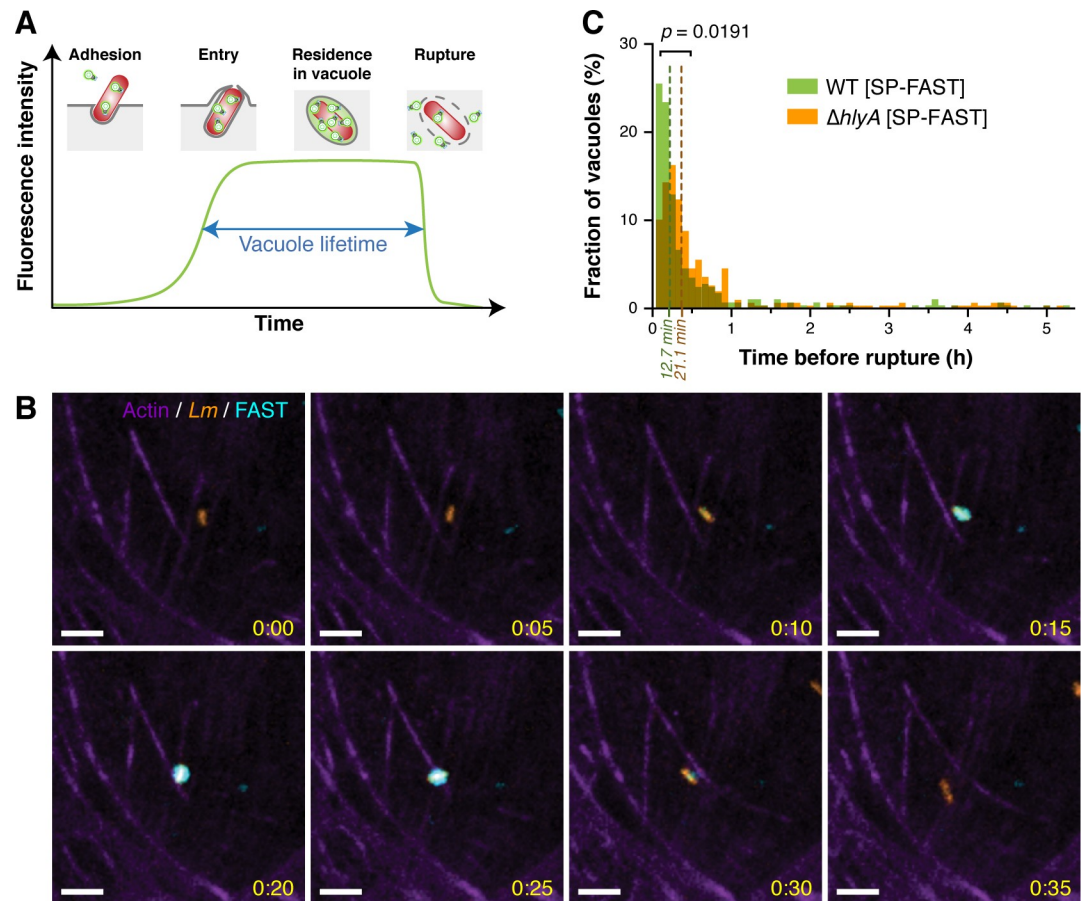 A
Fluorescence intensity
Adhesion
Entry
Residence
in vacuole
Rupture
Vacuole lifetime
Time
C
Fraction of vacuoles (%)
p = 0.0191
30
20
10
0
WT [SP-FAST]
ΔhlyA [SP-FAST]
0 1 2 3 4 5
12.7 min
21.1 min
Time before rupture (h)
B
Actin / Lm / FAST
0:00
0:05
0:10
0:15
0:20
0:25
0:30
0:35